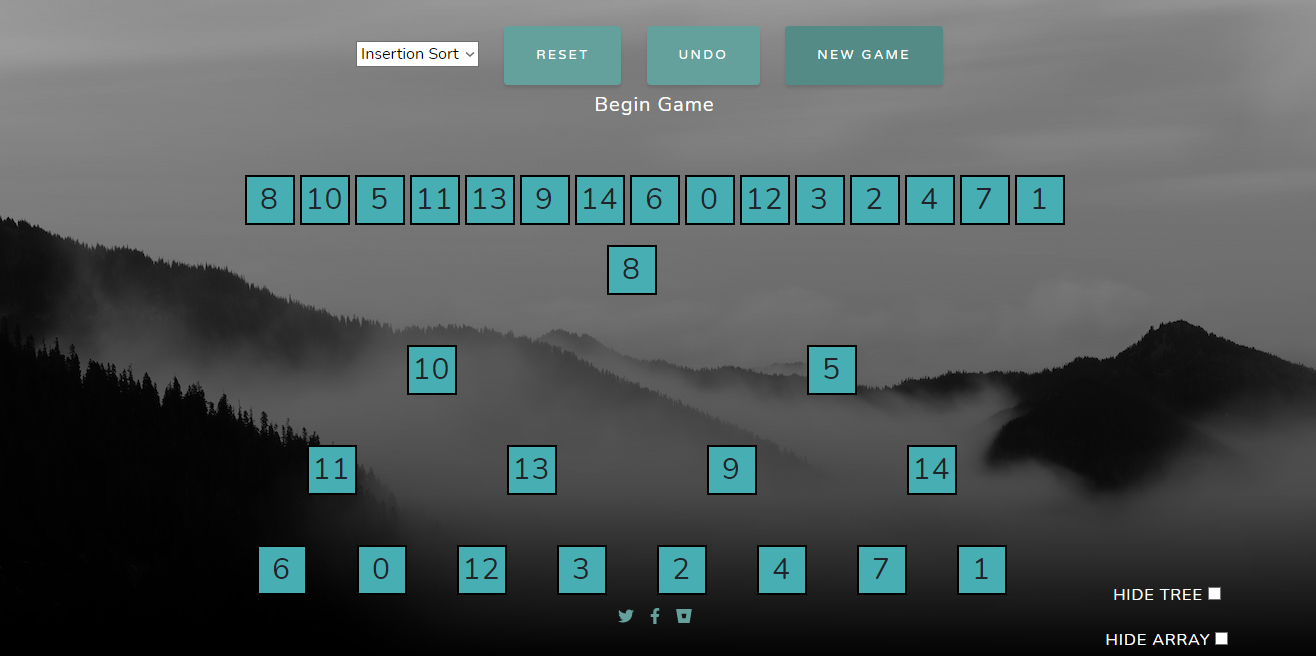 Insertion Sort RESET UNDO NEW GAME
Begin Game
8 10 5 11 13 9 14 6 0 12 3 2 4 7 1
8
10 5
11 13 9 14
6 0 12 3 2 4 7 1
HIDE TREE
HIDE ARRAY